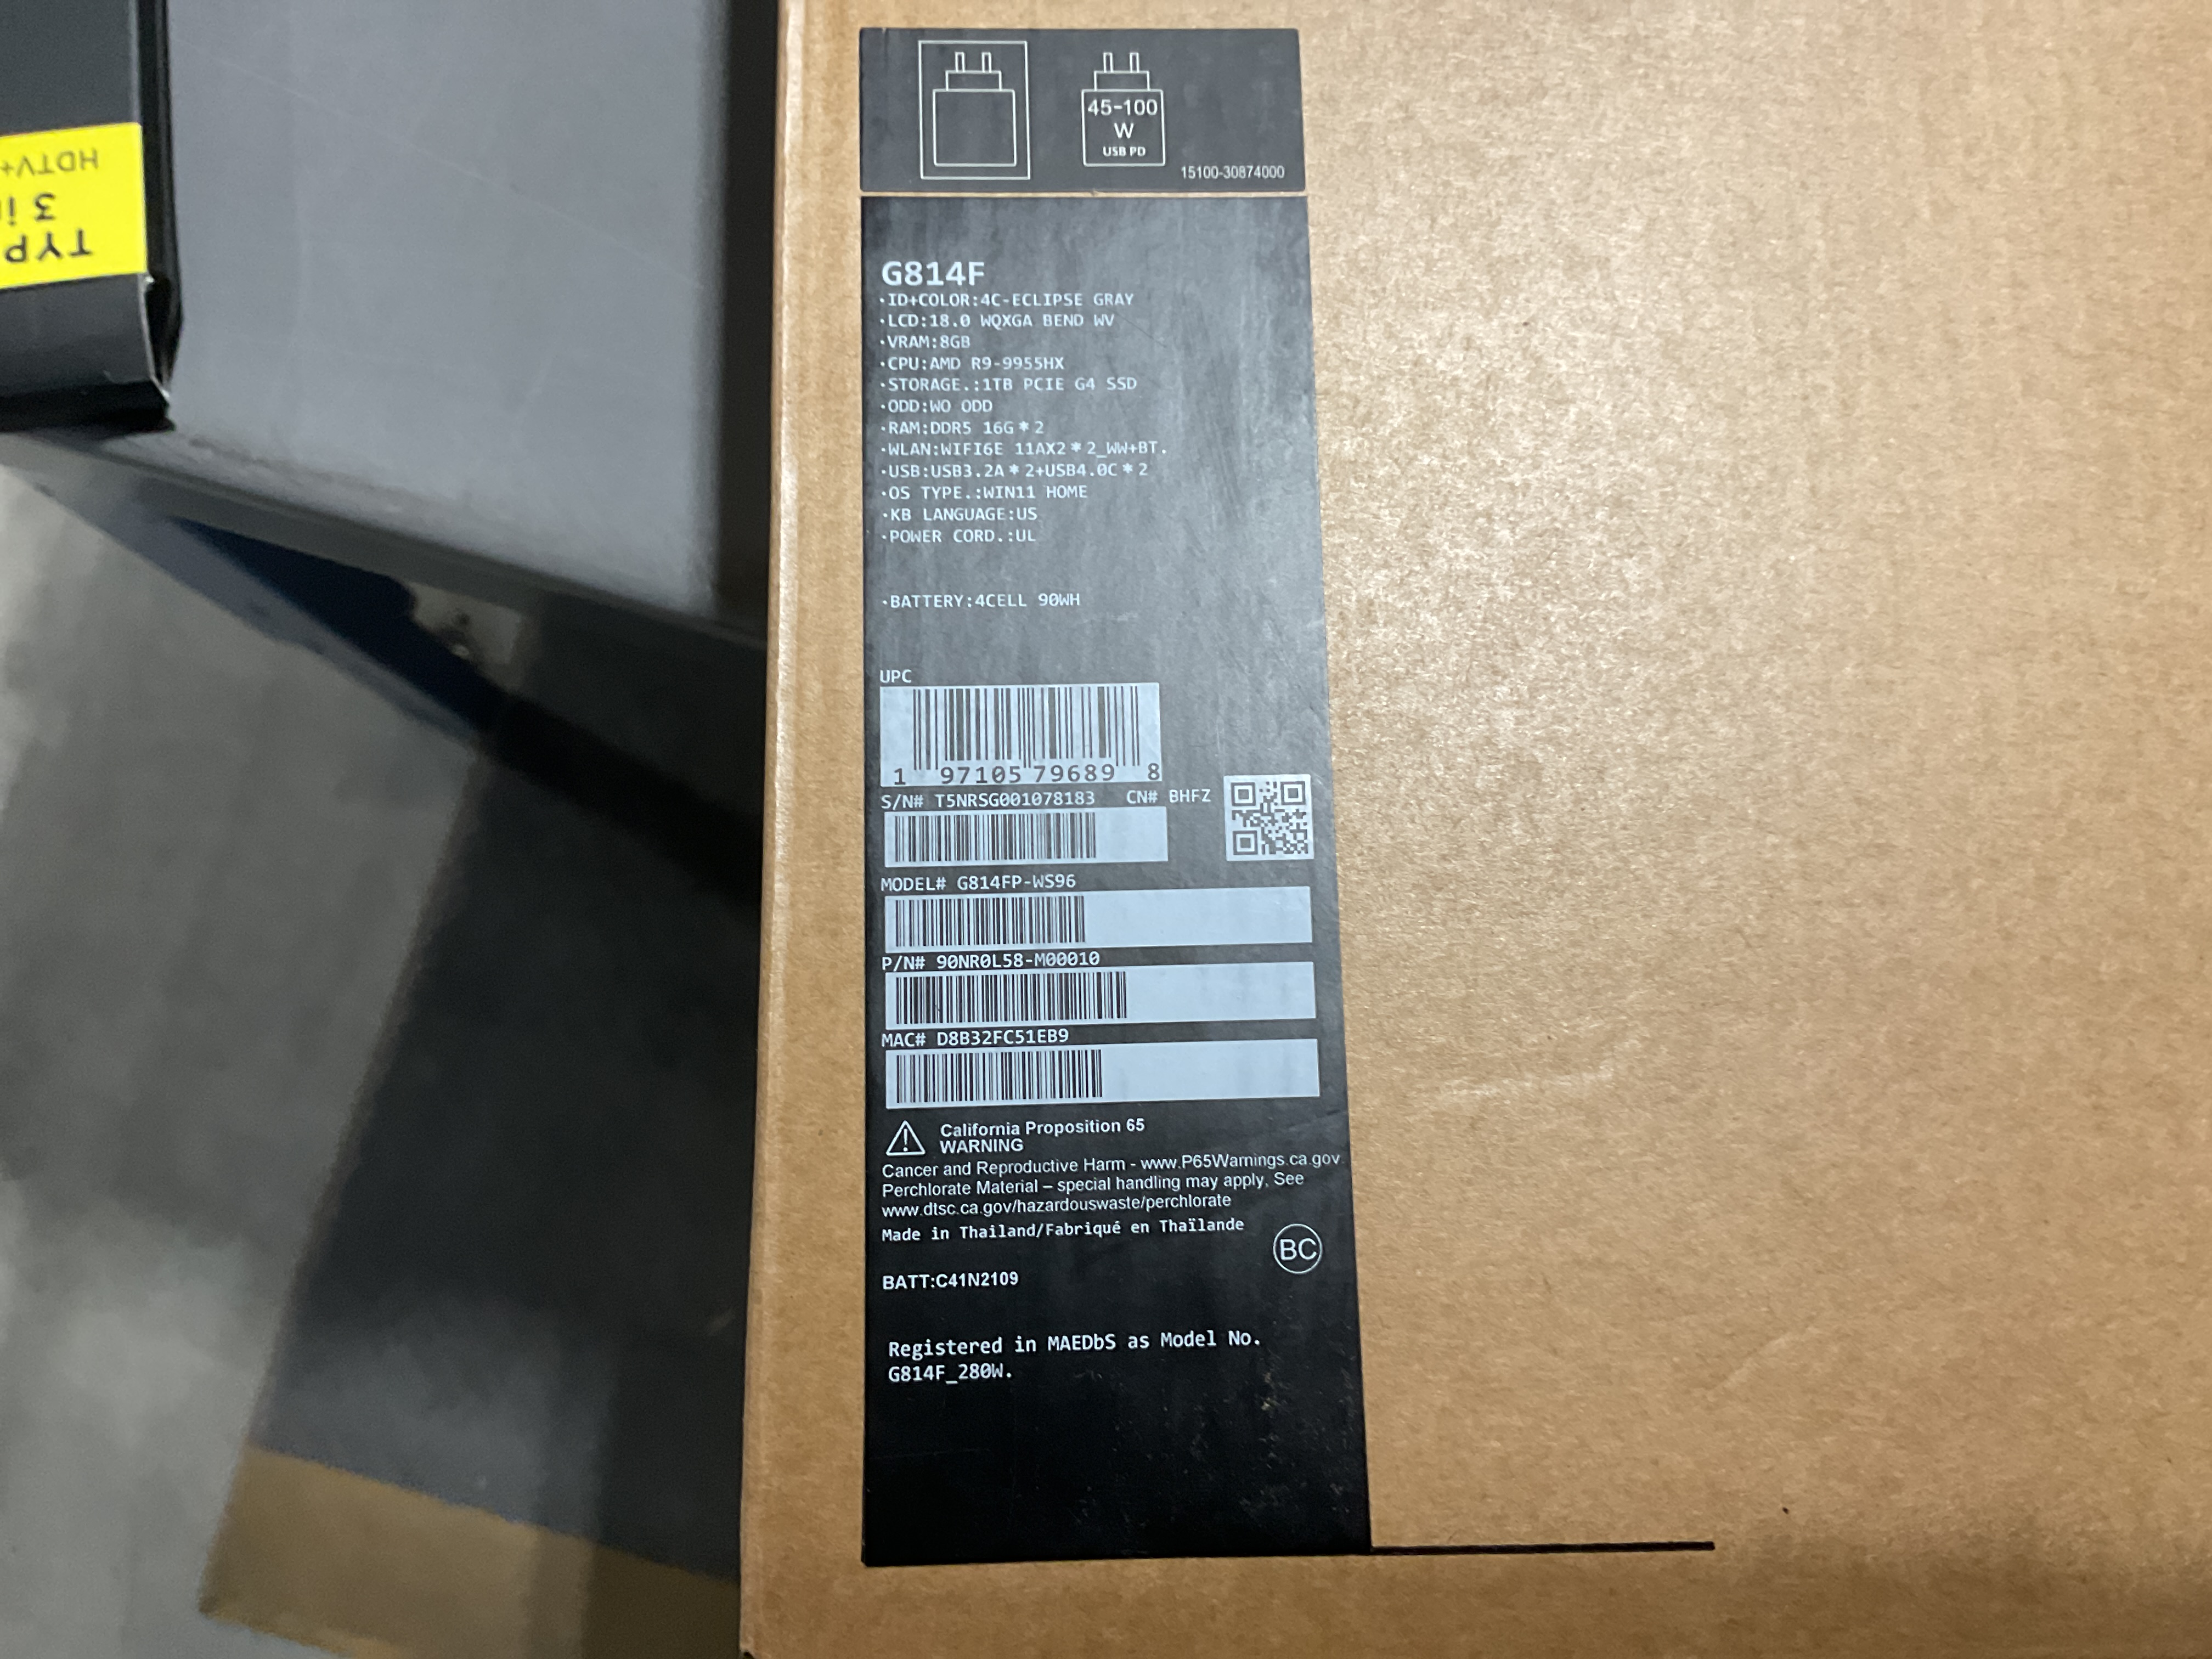 45-100
W
USB PD
15100-30874000
G814F
·ID+COLOR:4C-ECLIPSE GRAY
·LCD:18.0 WQXGA BEND WV
·VRAM:8GB
·CPU:AMD R9-9955HX
·STORAGE.:1TB PCIE G4 SSD
·ODD:WO ODD
·RAM:DDR5 16G*2
·WLAN:WIFI6E 11AX2*2_WW+BT.
·USB:USB3.2A*2+USB4.0C*2
·OS TYPE.:WIN11 HOME
·KB LANGUAGE:US
·POWER CORD.:UL
·BATTERY:4CELL 90WH
UPC
1 97105 79689 8
S/N# T5NRSG001078183 CN# BHFZ
MODEL# G814FP-WS96
P/N# 90NR0L58-M00010
MAC# D8B32FC51EB9
California Proposition 65
WARNING
Cancer and Reproductive Harm - www.P65Warnings.ca.gov.
Perchlorate Material – special handling may apply. See
www.dtsc.ca.gov/hazardouswaste/perchlorate
Made in Thailand/Fabriqué en Thaïlande
BC
BATT:C41N2109
Registered in MAEDbS as Model No.
G814F_280W.
TYP
3 i
HDTV+